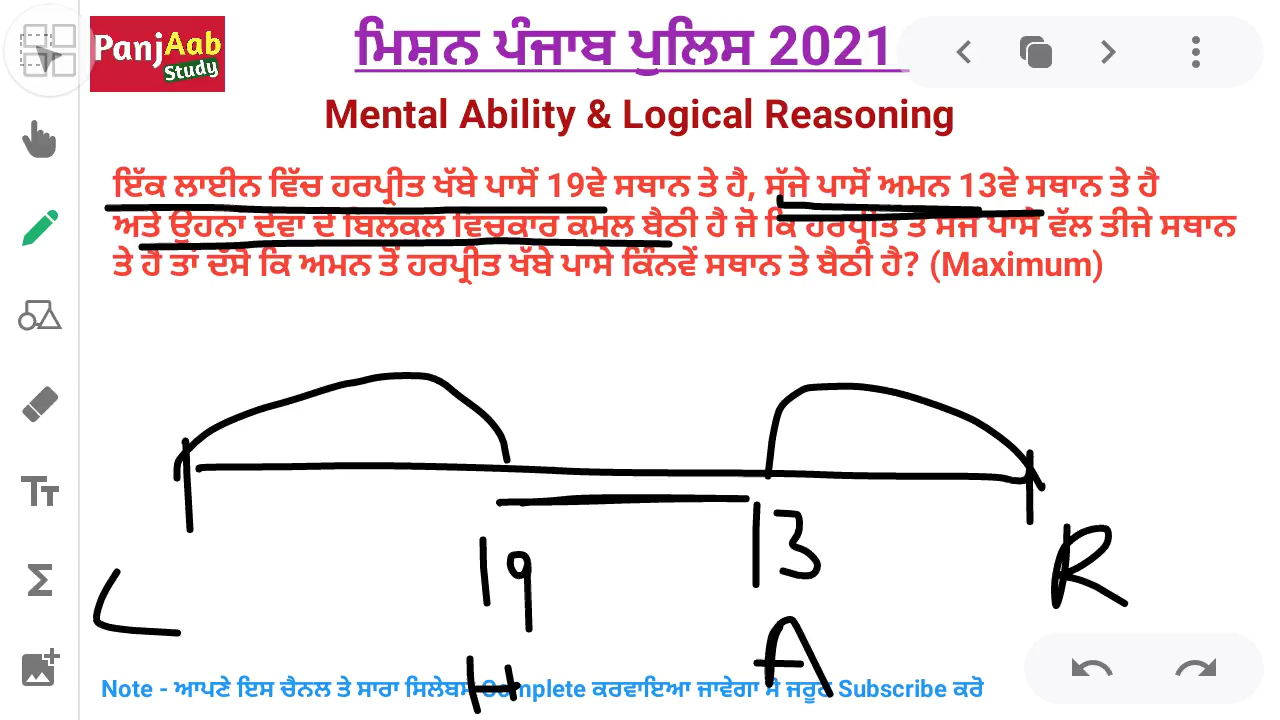 PanjAab
Study
ਮਿਸ਼ਨ ਪੰਜਾਬ ਪੁਲਿਸ 2021
Mental Ability & Logical Reasoning
ਇੱਕ ਲਾਈਨ ਵਿੱਚ ਹਰਪ੍ਰੀਤ ਖੱਬੇ ਪਾਸੋਂ 19ਵੇ ਸਥਾਨ ਤੇ ਹੈ, ਸੱਜੇ ਪਾਸੋਂ ਅਮਨ 13ਵੇ ਸਥਾਨ ਤੇ ਹੈ
ਅਤੇ ਉਹਨਾਂ ਦੋਵਾਂ ਦੇ ਬਿਲਕੁਲ ਵਿਚਕਾਰ ਕਮਲ ਬੈਠੀ ਹੈ ਜੋ ਕਿ ਹਰਪ੍ਰੀਤ ਤੋਂ ਸੱਜੇ ਪਾਸੇ ਵੱਲ ਤੀਜੇ ਸਥਾਨ
ਤੇ ਹੈ ਤਾਂ ਦੱਸੋ ਕਿ ਅਮਨ ਤੋਂ ਹਰਪ੍ਰੀਤ ਖੱਬੇ ਪਾਸੇ ਕਿੰਨਵੇਂ ਸਥਾਨ ਤੇ ਬੈਠੀ ਹੈ? (Maximum)
19
13
L
R
H
A
Note - ਆਪਣੇ ਇਸ ਚੈਨਲ ਤੇ ਸਾਰਾ ਸਿਲੇਬਸ Complete ਕਰਵਾਇਆ ਜਾਵੇਗਾ ਸੋ ਜਰੂਰ Subscribe ਕਰੋ